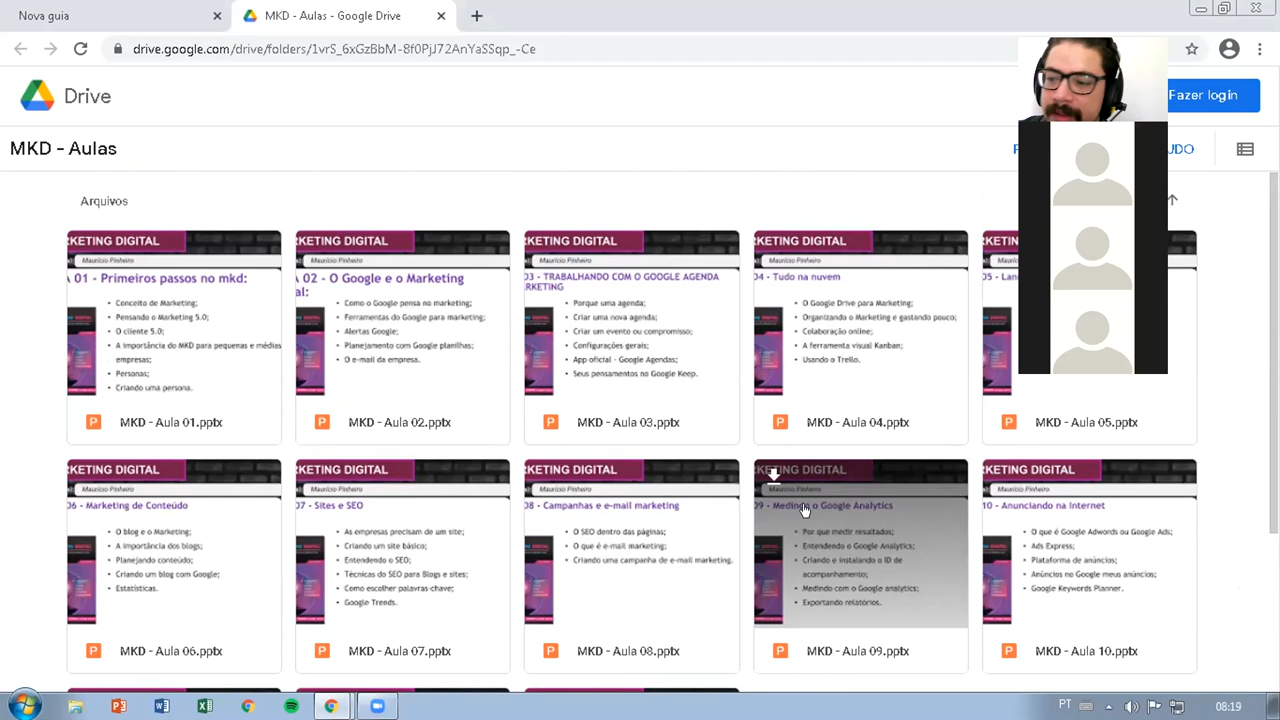 Nova guia
MKD - Aulas - Google Drive
drive.google.com/drive/folders/1vrS_6xGzBbM-8f0PjJ72AnYaSSqp_-Ce
Drive
Fazer login
MKD - Aulas
UDO
Arquivos
RKETING DIGITAL
Maurício Pinheiro
A 01 - Primeiros passos no mkd:
• Conceito de Marketing;
• Pensando o Marketing 5.0;
• O cliente 5.0;
• A importância do MKD para pequenas e médias
empresas;
• Personas;
• Criando uma persona.
MKD - Aula 01.pptx
RKETING DIGITAL
Maurício Pinheiro
A 02 - O Google e o Marketing
al:
• Como o Google pensa no marketing;
• Ferramentas do Google para marketing;
• Alertas Google;
• Planejamento com Google planilhas;
• O e-mail da empresa.
MKD - Aula 02.pptx
RKETING DIGITAL
Maurício Pinheiro
03 - TRABALHANDO COM O GOOGLE AGENDA
RKETING
• Porque uma agenda;
• Criar uma nova agenda;
• Criar um evento ou compromisso;
• Configurações gerais;
• App oficial - Google Agendas;
• Seus pensamentos no Google Keep.
MKD - Aula 03.pptx
RKETING DIGITAL
Maurício Pinheiro
04 - Tudo na nuvem
• O Google Drive para Marketing;
• Organizando o Marketing e gastando pouco;
• Colaboração online;
• A ferramenta visual Kanban;
• Usando o Trello.
MKD - Aula 04.pptx
MKD - Aula 05.pptx
RKETING DIGITAL
Maurício Pinheiro
06 - Marketing de Conteúdo
• O blog e o Marketing;
• A importância dos blogs;
• Planejando conteúdo;
• Criando um blog com Google;
• Estatísticas.
MKD - Aula 06.pptx
RKETING DIGITAL
Maurício Pinheiro
07 - Sites e SEO
• As empresas precisam de um site;
• Criando um site básico;
• Entendendo o SEO;
• Técnicas do SEO para Blogs e sites;
• Como escolher palavras-chave;
• Google Trends.
MKD - Aula 07.pptx
RKETING DIGITAL
Maurício Pinheiro
08 - Campanhas e e-mail marketing
• O SEO dentro das páginas;
• O que é e-mail marketing;
• Criando uma campanha de e-mail marketing.
MKD - Aula 08.pptx
RKETING DIGITAL
Maurício Pinheiro
09 - Medindo o Google Analytics
• Por que medir resultados;
• Entendendo o Google Analytics;
• Criando e instalando o ID de
acompanhamento;
• Medindo com o Google analytics;
• Exportando relatórios.
MKD - Aula 09.pptx
RKETING DIGITAL
Maurício Pinheiro
10 - Anunciando na Internet
• O que é Google Adwords ou Google Ads;
• Ads Express;
• Plataforma de anúncios;
• Anúncios no Google meus anúncios;
• Google Keywords Planner.
MKD - Aula 10.pptx
PT
08:19